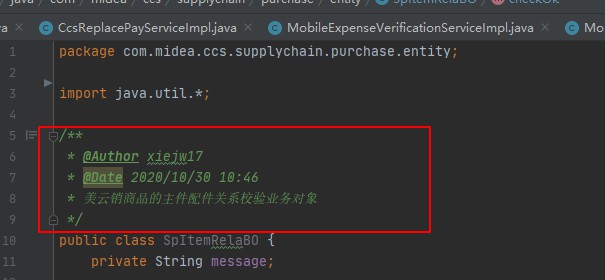 java › com › midea › ccs › supplychain › purchase › entity › SpItemRelaBO › checkOk
CcsReplacePayServiceImpl.java × MobileExpenseVerificationServiceImpl.java × Mo
1 package com.midea.ccs.supplychain.purchase.entity;
2
3 import java.util.*;
4
5 /**
6 * @Author xiejw17
7 * @Date 2020/10/30 10:46
8 * 美云销商品的主件配件关系校验业务对象
9 */
10 public class SpItemRelaBO {
11 private String message;